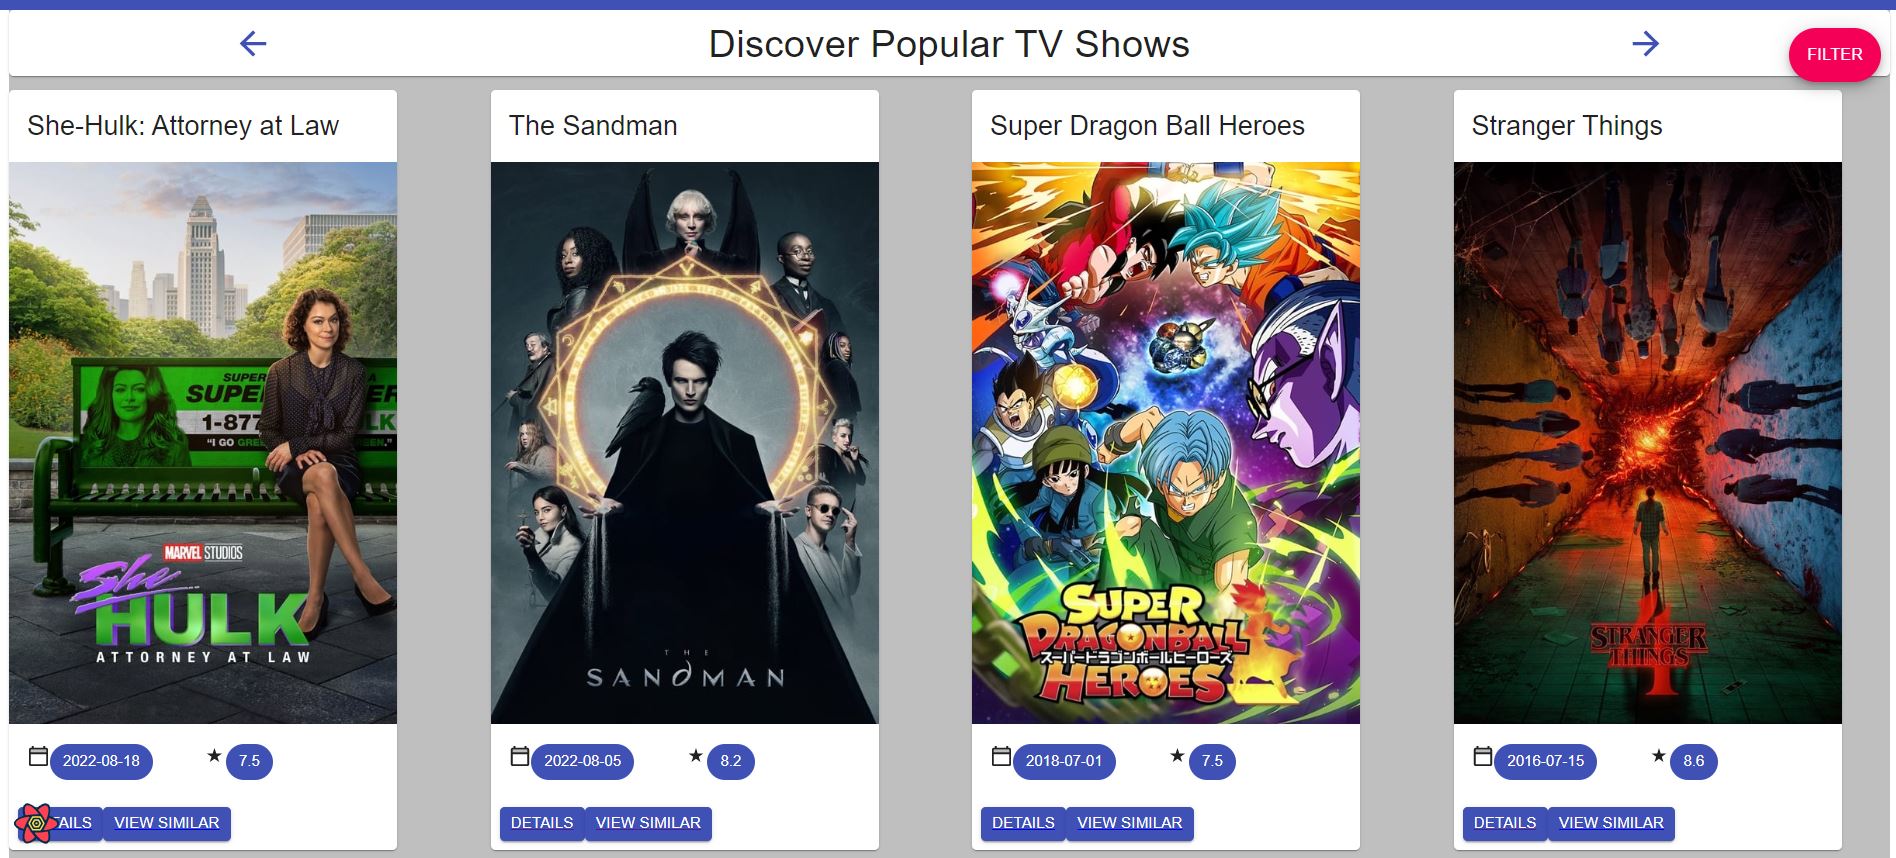 Discover Popular TV Shows
FILTER
She-Hulk: Attorney at Law
SUPER
A
SUPE
ER
1-877
LK
"I GO GREE
EEN."
MARVEL STUDIOS
She
HULK
ATTORNEY AT LAW
2022-08-18
7.5
AILS
VIEW SIMILAR
The Sandman
THE
SANDMAN
2022-08-05
8.2
DETAILS
VIEW SIMILAR
Super Dragon Ball Heroes
SUPER
DRAGONBALL
スーパードラゴンボールヒーローズ
HEROES
2018-07-01
7.5
DETAILS
VIEW SIMILAR
Stranger Things
4
STRANGER
THINGS
2016-07-15
8.6
DETAILS
VIEW SIMILAR